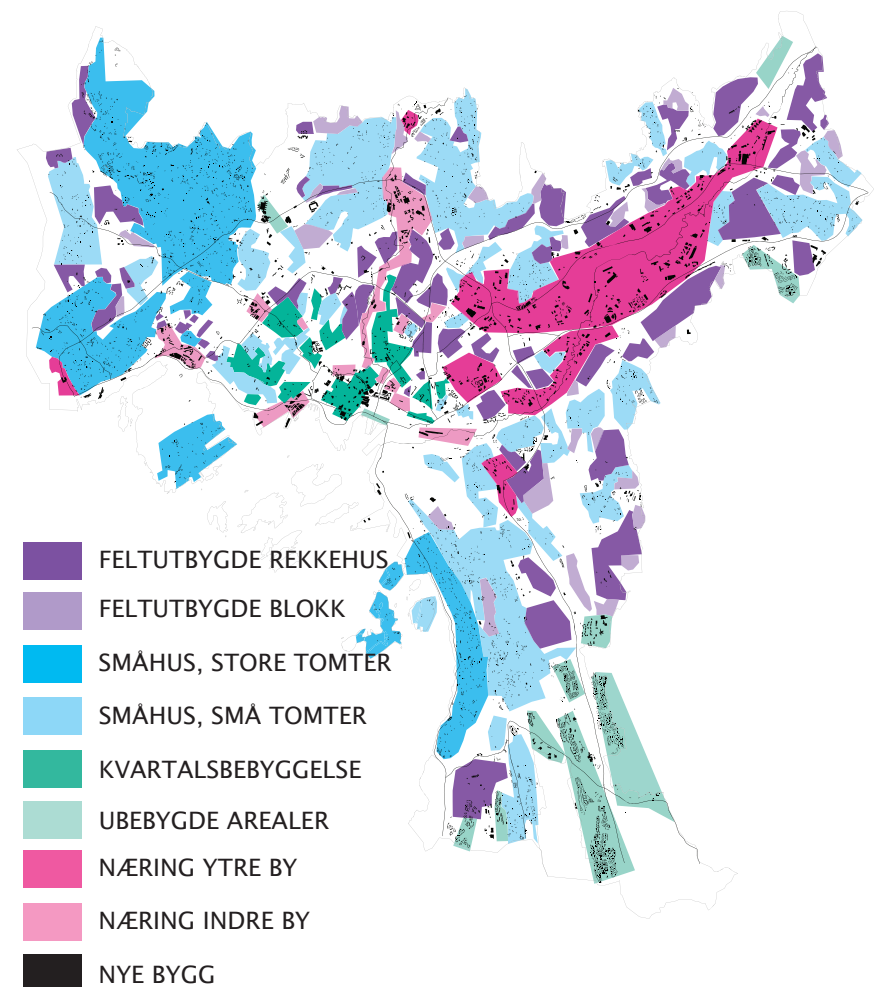 FELTUTBYGDE REKKEHUS
FELTUTBYGDE BLOKK
SMÅHUS, STORE TOMTER
SMÅHUS, SMÅ TOMTER
KVARTALSBEBYGGELSE
UBEBYGDE AREALER
NÆRING YTRE BY
NÆRING INDRE BY
NYE BYGG